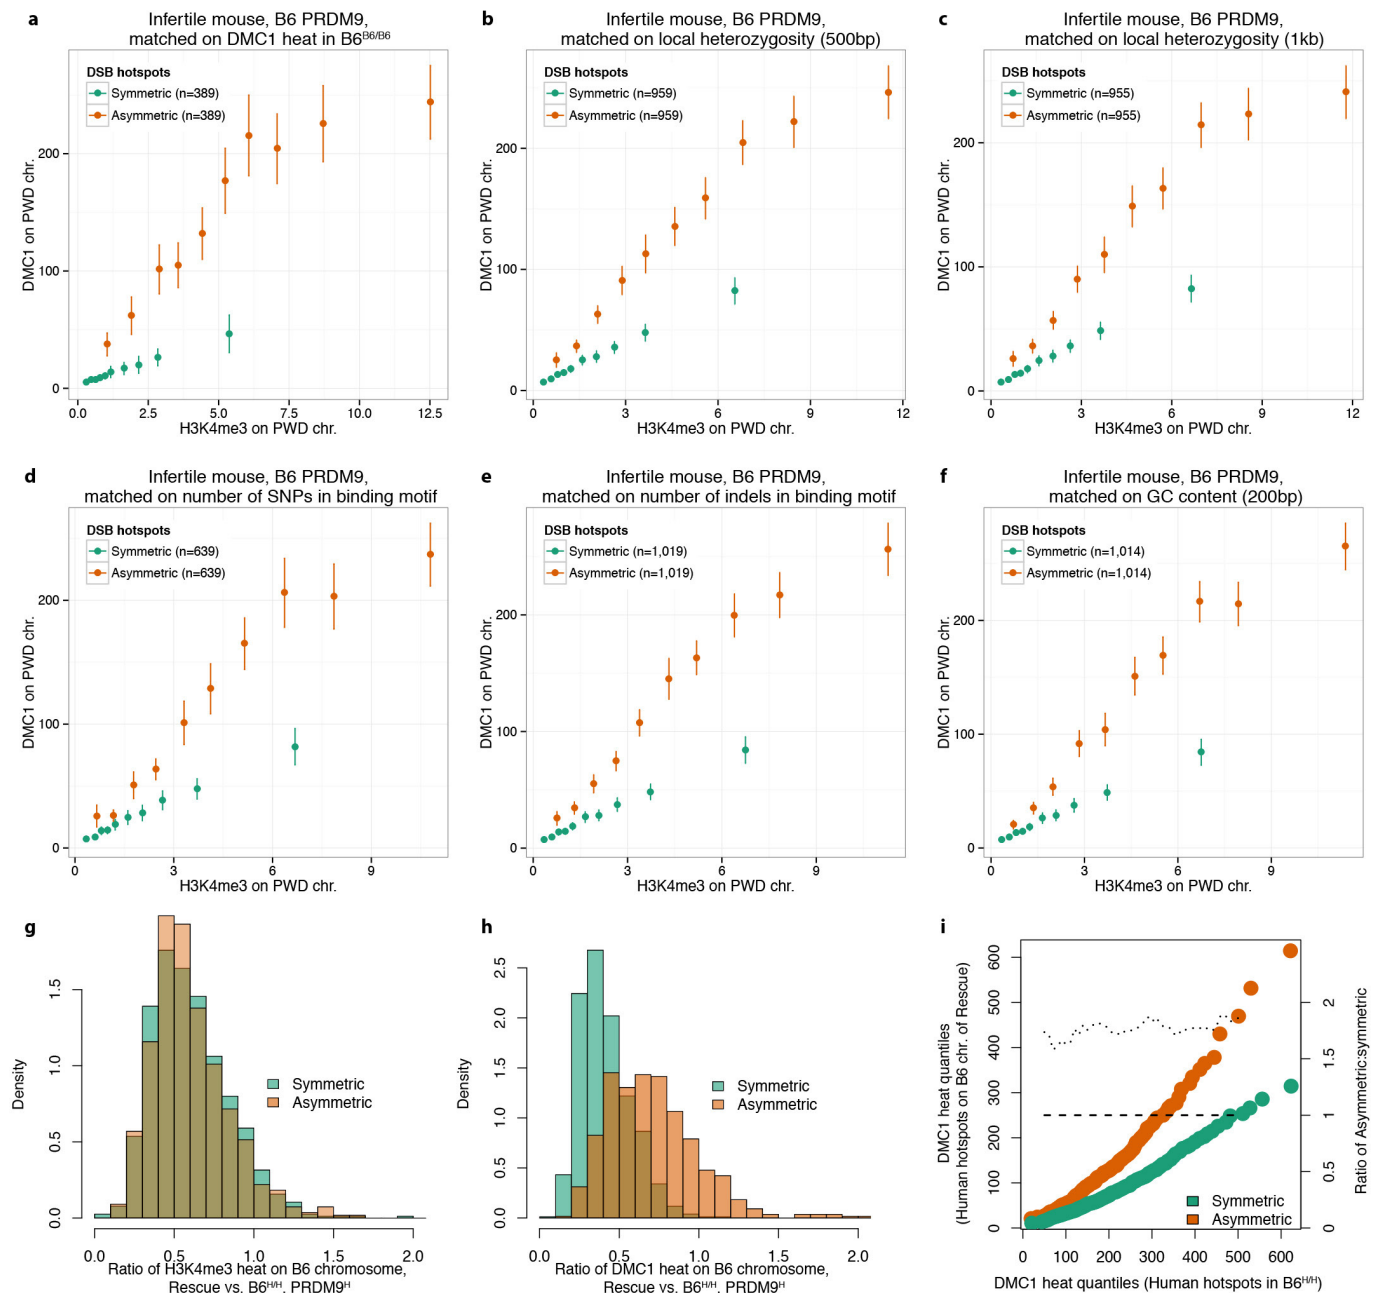 a
Infertile mouse, B6 PRDM9,
matched on DMC1 heat in B6B6/B6
DSB hotspots
Symmetric (n=389)
Asymmetric (n=389)
DMC1 on PWD chr.
200
100
0
0.0 2.5 5.0 7.5 10.0 12.5
H3K4me3 on PWD chr.
b
Infertile mouse, B6 PRDM9,
matched on local heterozygosity (500bp)
DSB hotspots
Symmetric (n=959)
Asymmetric (n=959)
DMC1 on PWD chr.
200
100
0
0 3 6 9 12
H3K4me3 on PWD chr.
c
Infertile mouse, B6 PRDM9,
matched on local heterozygosity (1kb)
DSB hotspots
Symmetric (n=955)
Asymmetric (n=955)
DMC1 on PWD chr.
200
100
0
0 3 6 9 12
H3K4me3 on PWD chr.
d
Infertile mouse, B6 PRDM9,
matched on number of SNPs in binding motif
DSB hotspots
Symmetric (n=639)
Asymmetric (n=639)
DMC1 on PWD chr.
200
100
0
0 3 6 9
H3K4me3 on PWD chr.
e
Infertile mouse, B6 PRDM9,
matched on number of indels in binding motif
DSB hotspots
Symmetric (n=1,019)
Asymmetric (n=1,019)
DMC1 on PWD chr.
200
100
0
0 3 6 9
H3K4me3 on PWD chr.
f
Infertile mouse, B6 PRDM9,
matched on GC content (200bp)
DSB hotspots
Symmetric (n=1,014)
Asymmetric (n=1,014)
DMC1 on PWD chr.
200
100
0
0 3 6 9
H3K4me3 on PWD chr.
g
Density
1.5
1.0
0.5
0.0
Symmetric
Asymmetric
0.0 0.5 1.0 1.5 2.0
Ratio of H3K4me3 heat on B6 chromosome,
Rescue vs. B6H/H, PRDM9H
h
Density
2.5
2.0
1.5
1.0
0.5
0.0
Symmetric
Asymmetric
0.0 0.5 1.0 1.5 2.0
Ratio of DMC1 heat on B6 chromosome,
Rescue vs. B6H/H, PRDM9H
i
DMC1 heat quantiles
(Human hotspots on B6 chr. of Rescue)
600
500
400
300
200
100
0
2
1.5
1
0.5
0
Ratio of Asymmetric:symmetric
Symmetric
Asymmetric
0 100 200 300 400 500 600
DMC1 heat quantiles (Human hotspots in B6H/H)